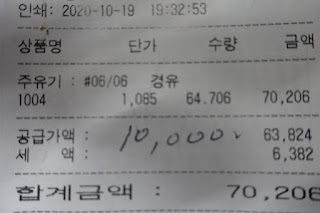 인쇄: 2020-10-19 19:32:53
상품명 단가 수량 금액
주유기 : #06/06 경유
1004 1,085 64.706 70,206
공급가액 : 10,000. 63,824
세 액 : 6,382
합계금액 : 70,206